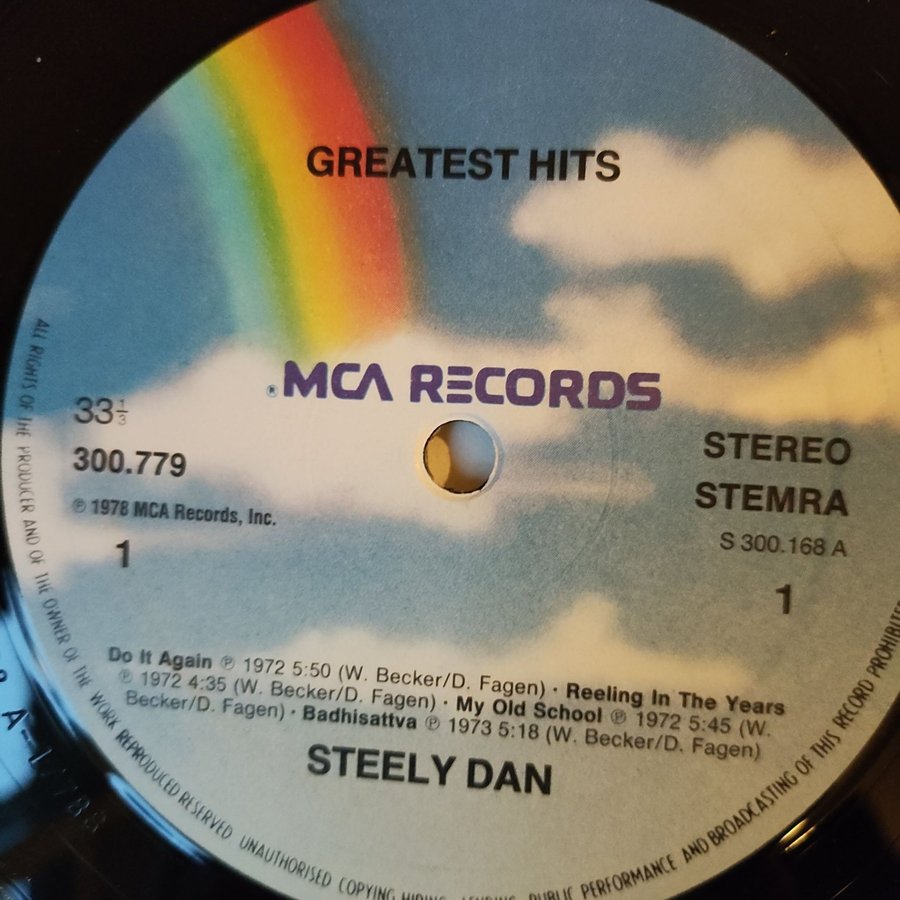 GREATEST HITS
® MCA RECORDS
33⅓
300.779
℗ 1978 MCA Records, Inc.
1
STEREO
STEMRA
S 300.168 A
1
Do It Again ℗ 1972 5:50 (W. Becker/D. Fagen) · Reeling In The Years
℗ 1972 4:35 (W. Becker/D. Fagen) · My Old School ℗ 1972 5:45 (W.
Becker/D. Fagen) · Badhisattva ℗ 1973 5:18 (W. Becker/D. Fagen)
STEELY DAN
ALL RIGHTS OF THE PRODUCER AND OF THE OWNER OF THE WORK REPRODUCED RESERVED UNAUTHORISED COPYING PUBLIC PERFORMANCE AND BROADCASTING OF THIS RECORD PROHIBITED